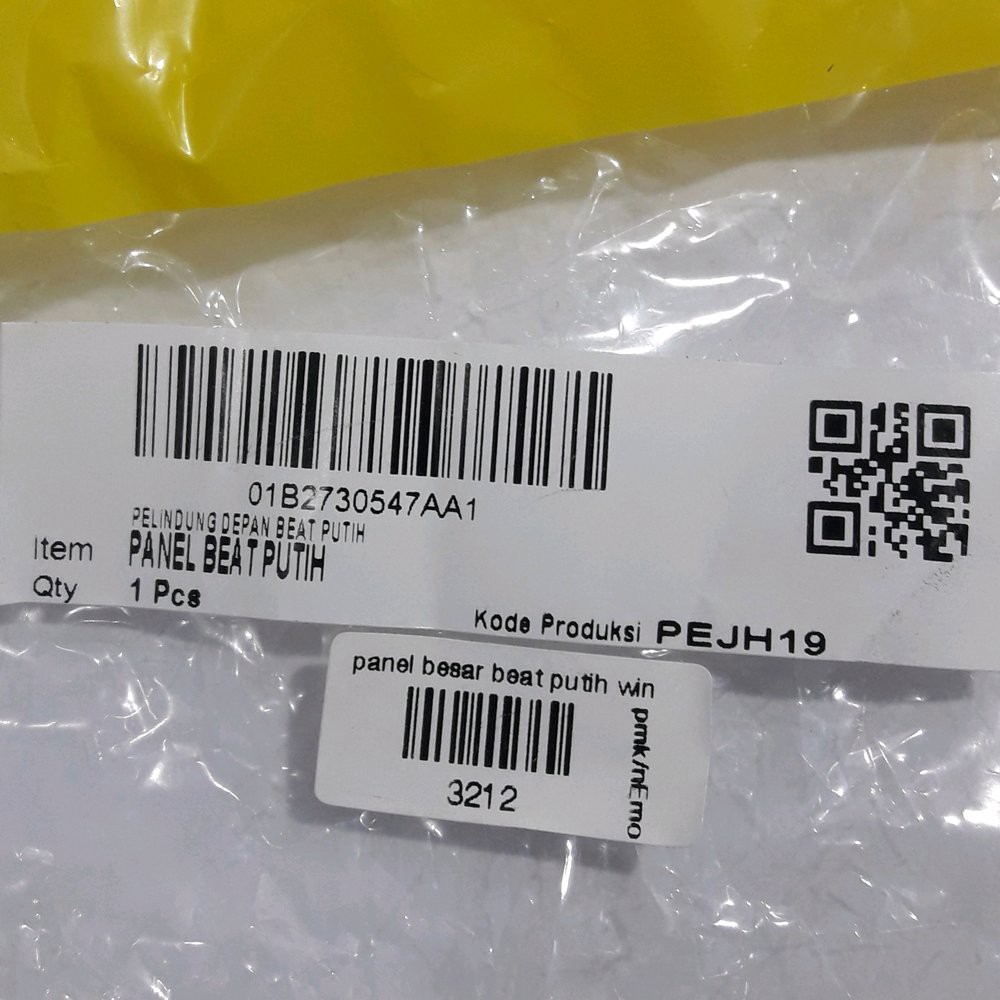 01B2730547AA1
PELINDUNG DEPAN BEAT PUTIH
Item PANEL BEAT PUTIH
Qty 1 Pcs
Kode Produksi PEJH19
panel besar beat putih win
3212
pmk/nEmo